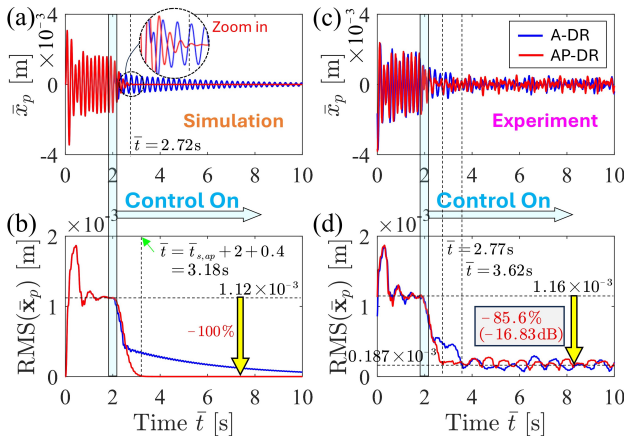 (a)
×10⁻³
4
0
-4
x̄ₚ [m]
Zoom in
Simulation
t̄ = 2.72s
0 2 4 6 8 10
(c)
×10⁻³
4
0
-4
x̄ₚ [m]
A-DR
AP-DR
Experiment
0 2 4 6 8 10
Control On
Control On
(b)
×10⁻³
2
1
0
RMS(x̄ₚ) [m]
t̄ = t̄ₛ,ₐₚ + 2 + 0.4
= 3.18s
1.12×10⁻³
-100%
0 2 4 6 8 10
Time t̄ [s]
(d)
×10⁻³
2
1
0
RMS(x̄ₚ) [m]
t̄ = 2.77s
t̄ = 3.62s
1.16×10⁻³
-85.6%
(-16.83dB)
0.187×10⁻³
0 2 4 6 8 10
Time t̄ [s]